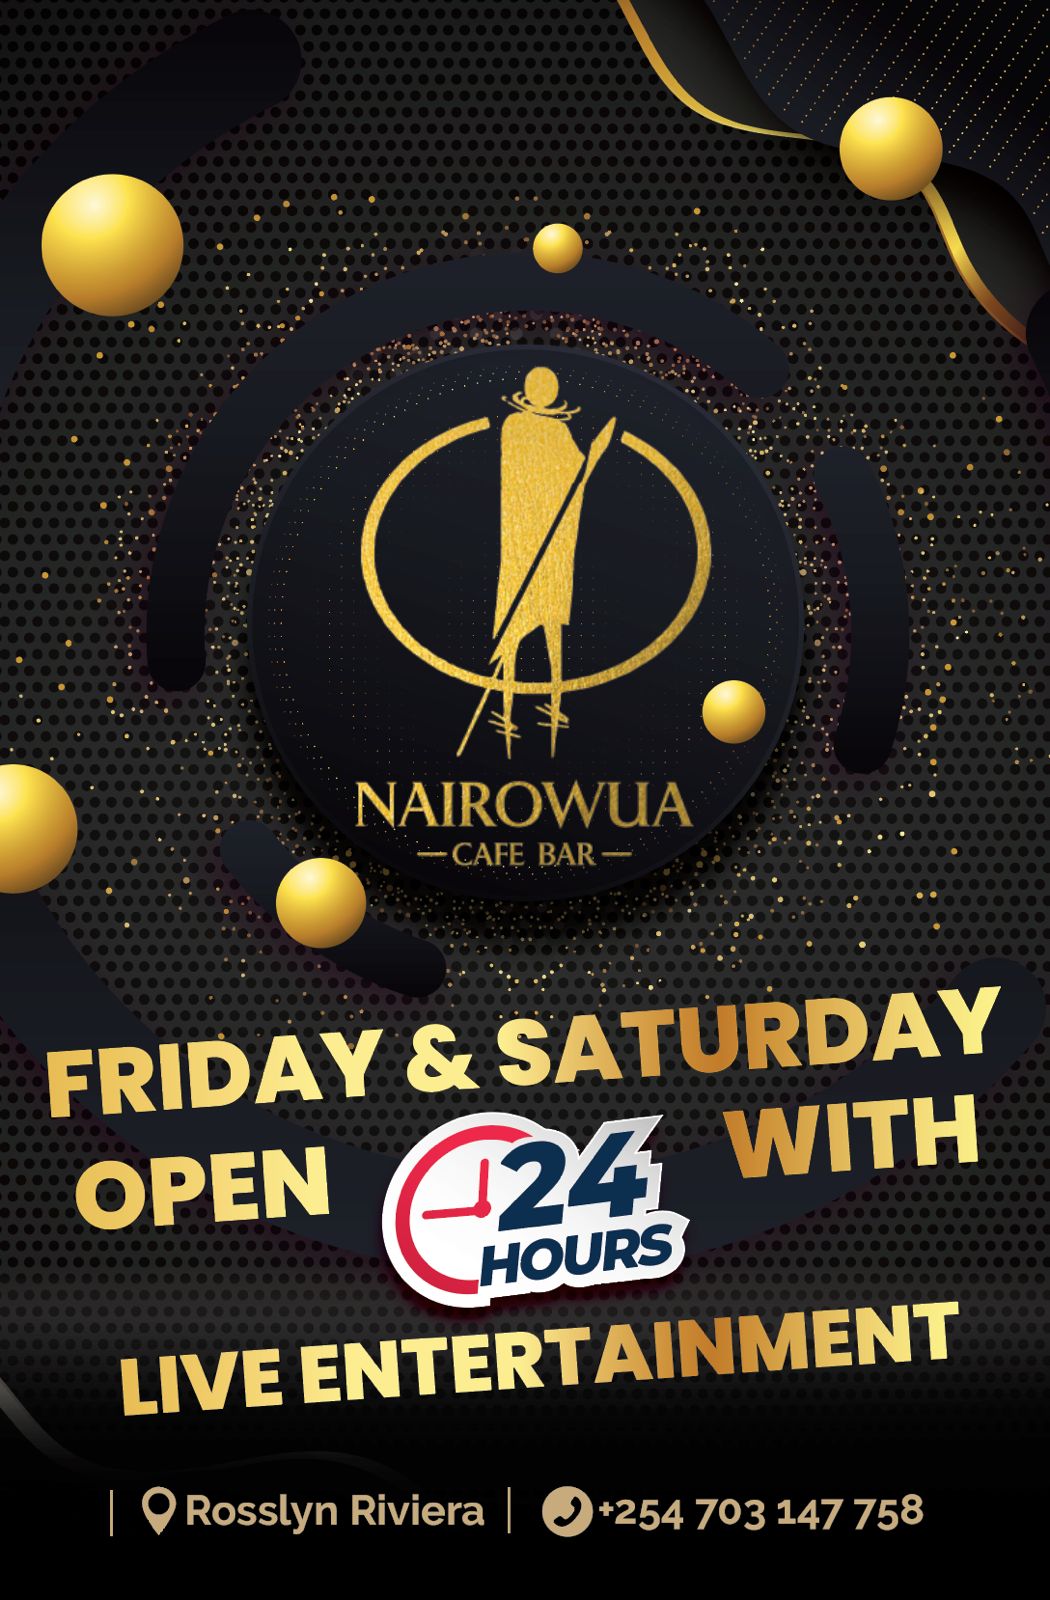 NAIROWUA
CAFE BAR
FRIDAY & SATURDAY
OPEN 24 HOURS WITH
LIVE ENTERTAINMENT
Rosslyn Riviera
+254 703 147 758